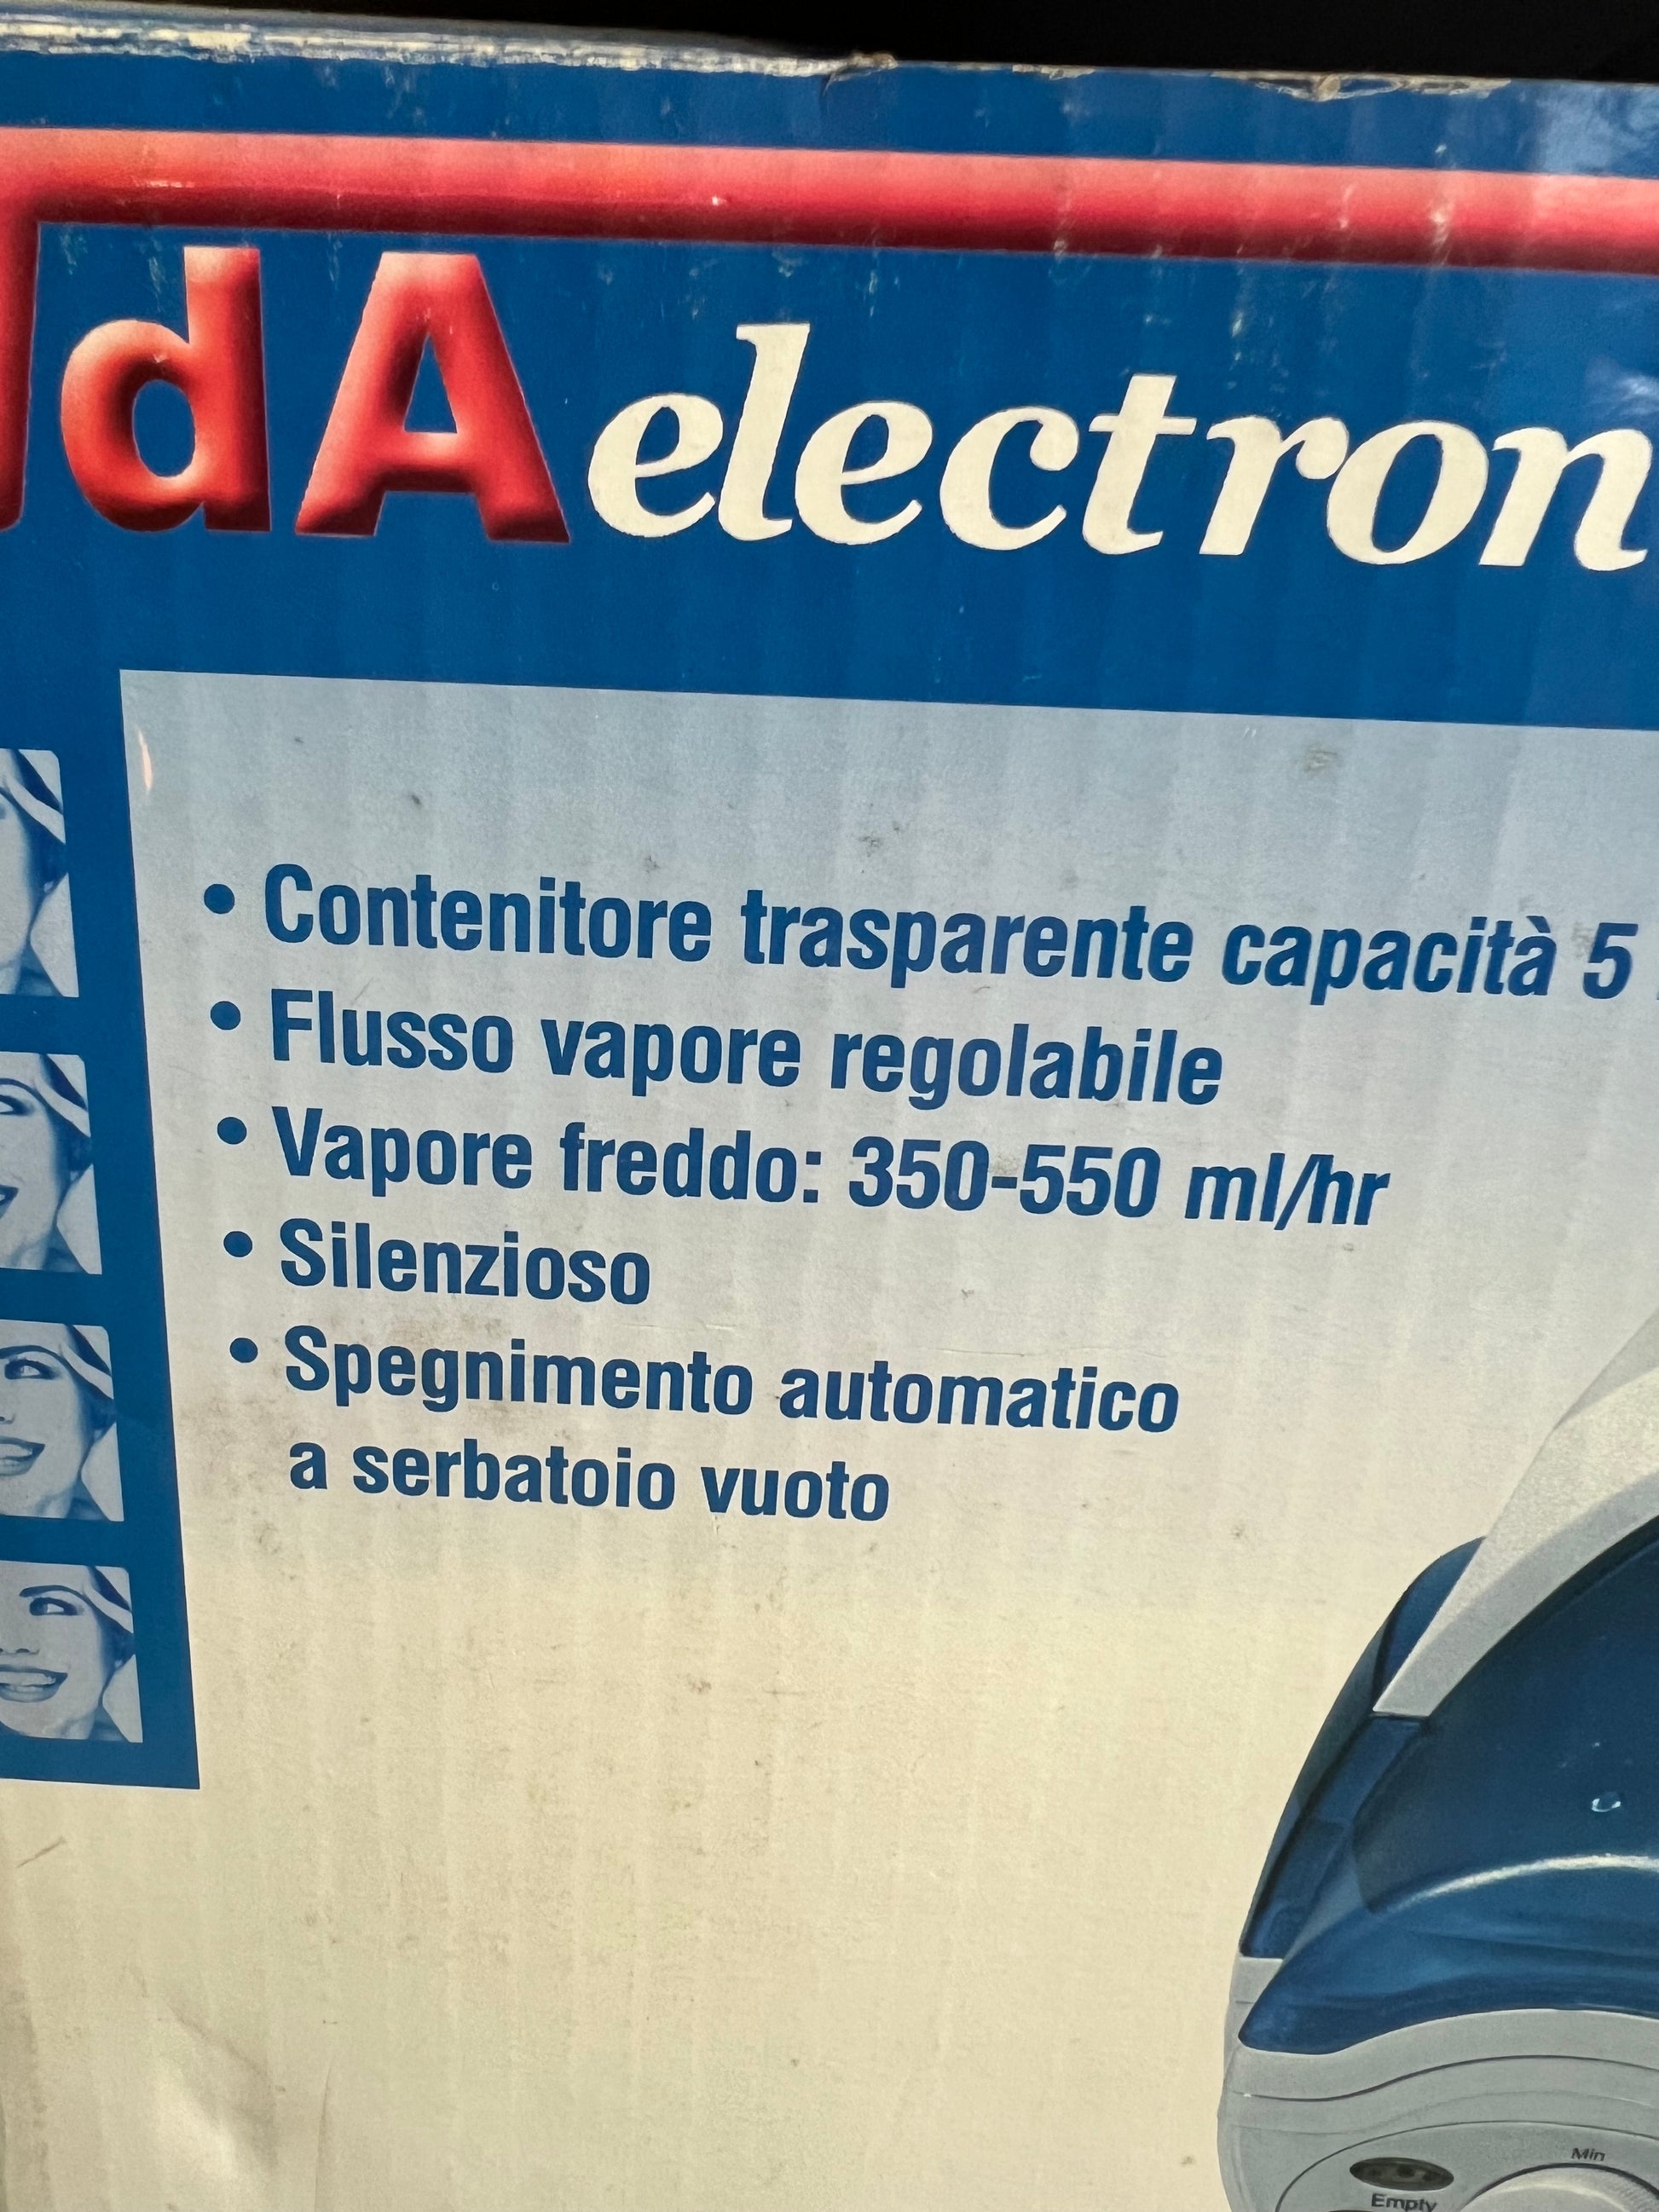 dA electron
• Contenitore trasparente capacità 5
• Flusso vapore regolabile
• Vapore freddo: 350-550 ml/hr
• Silenzioso
• Spegnimento automatico
a serbatoio vuoto
Min
Empty